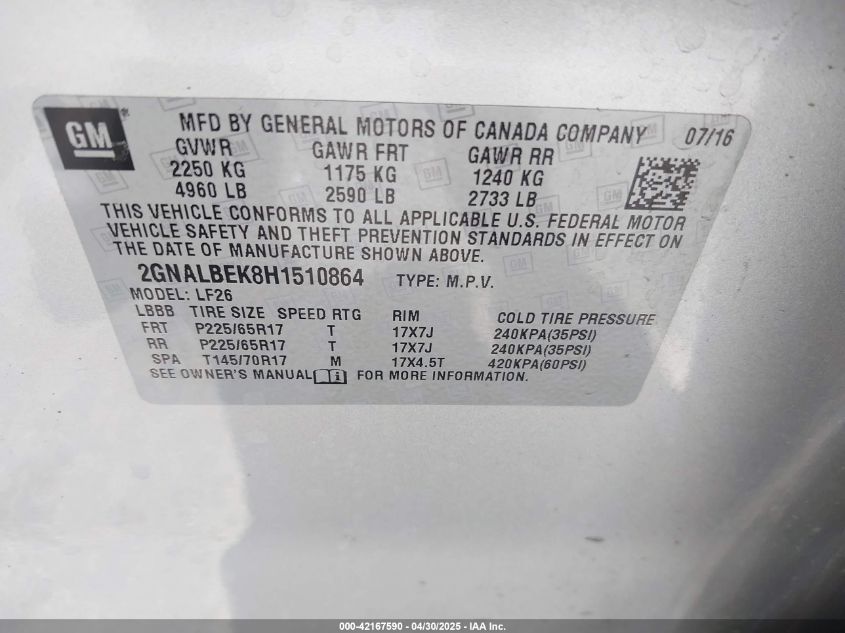 GM
MFD BY GENERAL MOTORS OF CANADA COMPANY 07/16
GVWR GAWR FRT GAWR RR
2250 KG 1175 KG 1240 KG
4960 LB 2590 LB 2733 LB
THIS VEHICLE CONFORMS TO ALL APPLICABLE U.S. FEDERAL MOTOR
VEHICLE SAFETY AND THEFT PREVENTION STANDARDS IN EFFECT ON
THE DATE OF MANUFACTURE SHOWN ABOVE.
2GNALBEK8H1510864 TYPE: M.P.V.
MODEL: LF26
LBBB TIRE SIZE SPEED RTG RIM COLD TIRE PRESSURE
FRT P225/65R17 T 17X7J 240KPA(35PSI)
RR P225/65R17 T 17X7J 240KPA(35PSI)
SPA T145/70R17 M 17X4.5T 420KPA(60PSI)
SEE OWNER'S MANUAL FOR MORE INFORMATION.
000-42167590 - 04/30/2025 - IAA Inc.